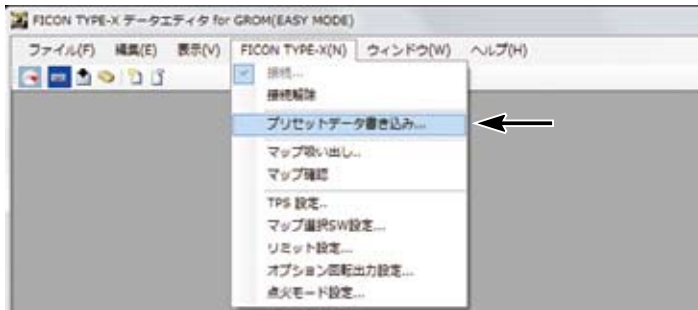 FICON TYPE-X データエディタ for GROM(EASY MODE)
ファイル(F) 編集(E) 表示(V) FICON TYPE-X(N) ウィンドウ(W) ヘルプ(H)
接続...
接続解除
プリセットデータ書き込み...
マップ吸い出し..
マップ確認
TPS 設定..
マップ選択SW設定...
リミット設定...
オプション回転出力設定...
点火モード設定...